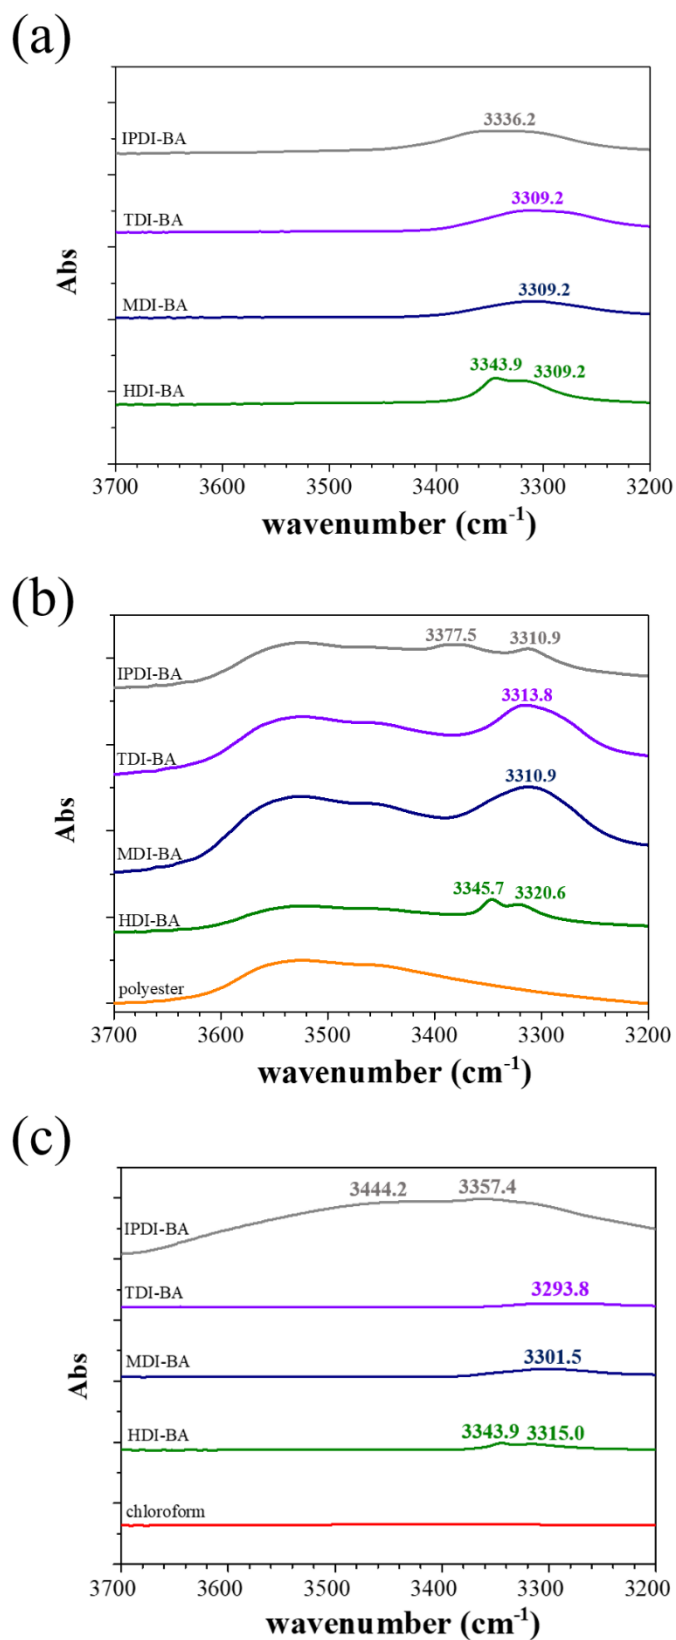 (a)
3336.2
IPDI-BA
3309.2
TDI-BA
3309.2
MDI-BA
3343.9
3309.2
HDI-BA
Abs
3700 3600 3500 3400 3300 3200
wavenumber (cm-1)
(b)
3377.5 3310.9
IPDI-BA
3313.8
TDI-BA
3310.9
MDI-BA
3345.7 3320.6
HDI-BA
polyester
Abs
3700 3600 3500 3400 3300 3200
wavenumber (cm-1)
(c)
3444.2 3357.4
IPDI-BA
3293.8
TDI-BA
3301.5
MDI-BA
3343.9 3315.0
HDI-BA
chloroform
Abs
3700 3600 3500 3400 3300 3200
wavenumber (cm-1)